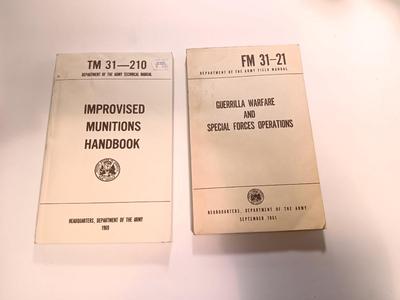 TM 31—210
DEPARTMENT OF THE ARMY TECHNICAL MANUAL
IMPROVISED
MUNITIONS
HANDBOOK
HEADQUARTERS, DEPARTMENT OF THE ARMY
1969
FM 31-21
DEPARTMENT OF THE ARMY FIELD MANUAL
GUERRILLA WARFARE
AND
SPECIAL FORCES OPERATIONS
HEADQUARTERS, DEPARTMENT OF THE ARMY
SEPTEMBER 1961